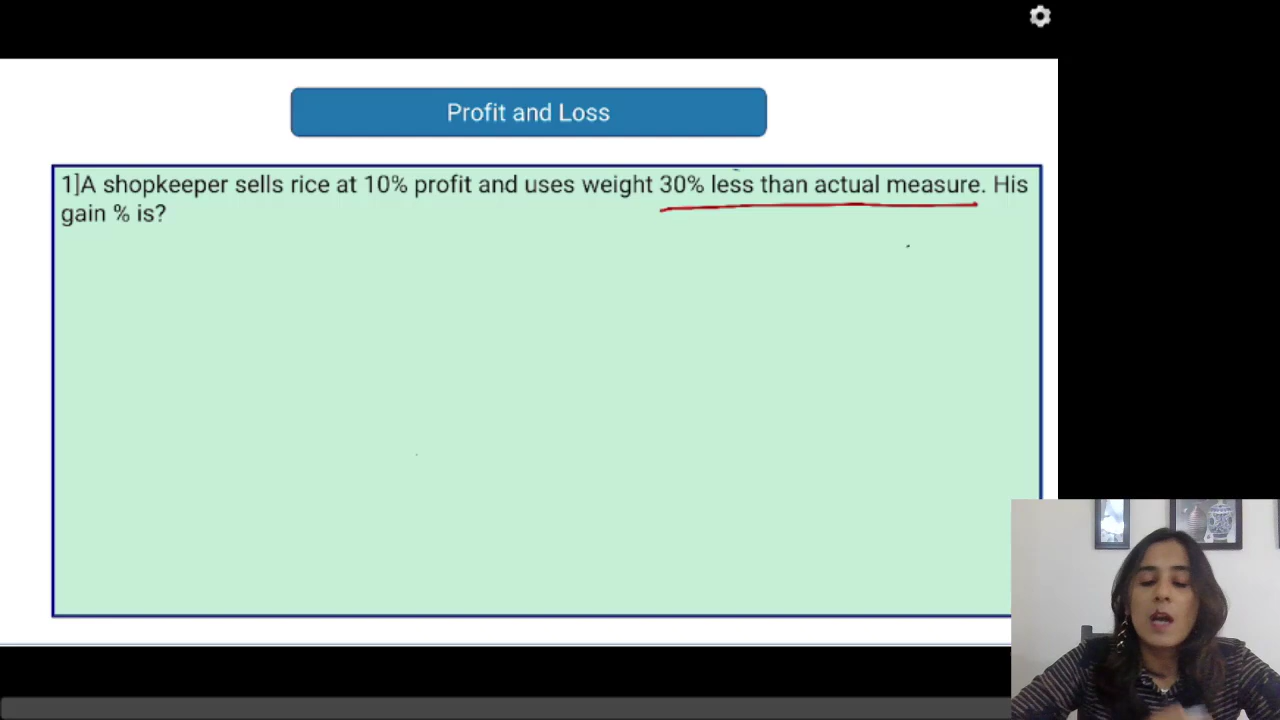 Profit and Loss
1]A shopkeeper sells rice at 10% profit and uses weight 30% less than actual measure. His
gain % is?